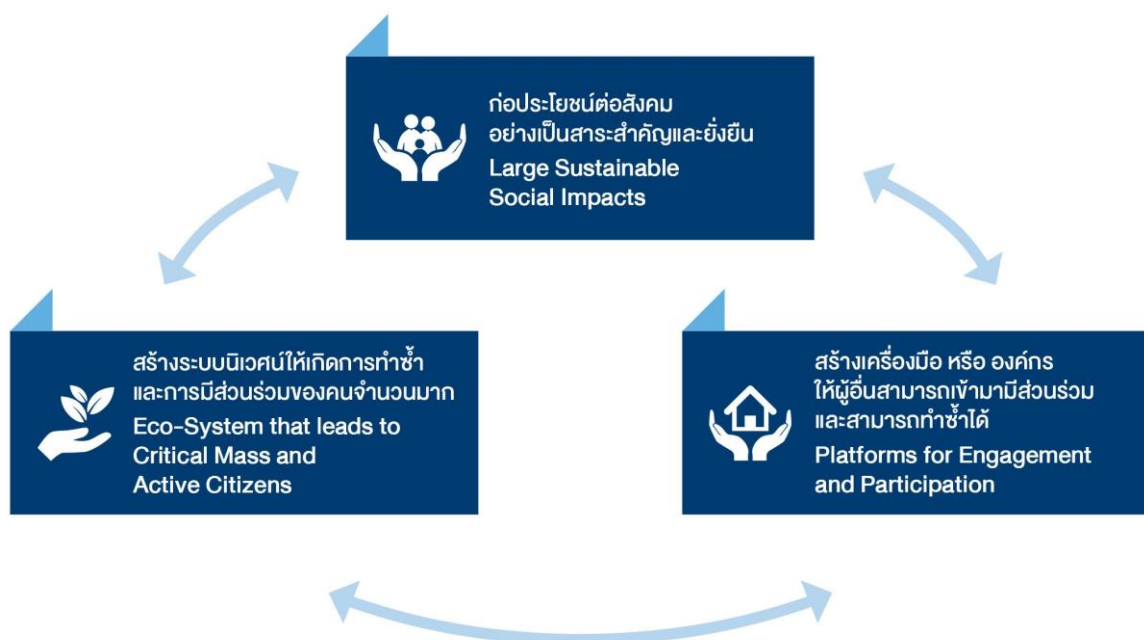 ก่อประโยชน์ต่อสังคม
อย่างเป็นสาระสำคัญและยั่งยืน
Large Sustainable
Social Impacts
สร้างระบบนิเวศน์ให้เกิดการทำซ้ำ
และการมีส่วนร่วมของคนจำนวนมาก
Eco-System that leads to
Critical Mass and
Active Citizens
สร้างเครื่องมือ หรือ องค์กร
ให้ผู้อื่นสามารถเข้ามามีส่วนร่วม
และสามารถทำซ้ำได้
Platforms for Engagement
and Participation